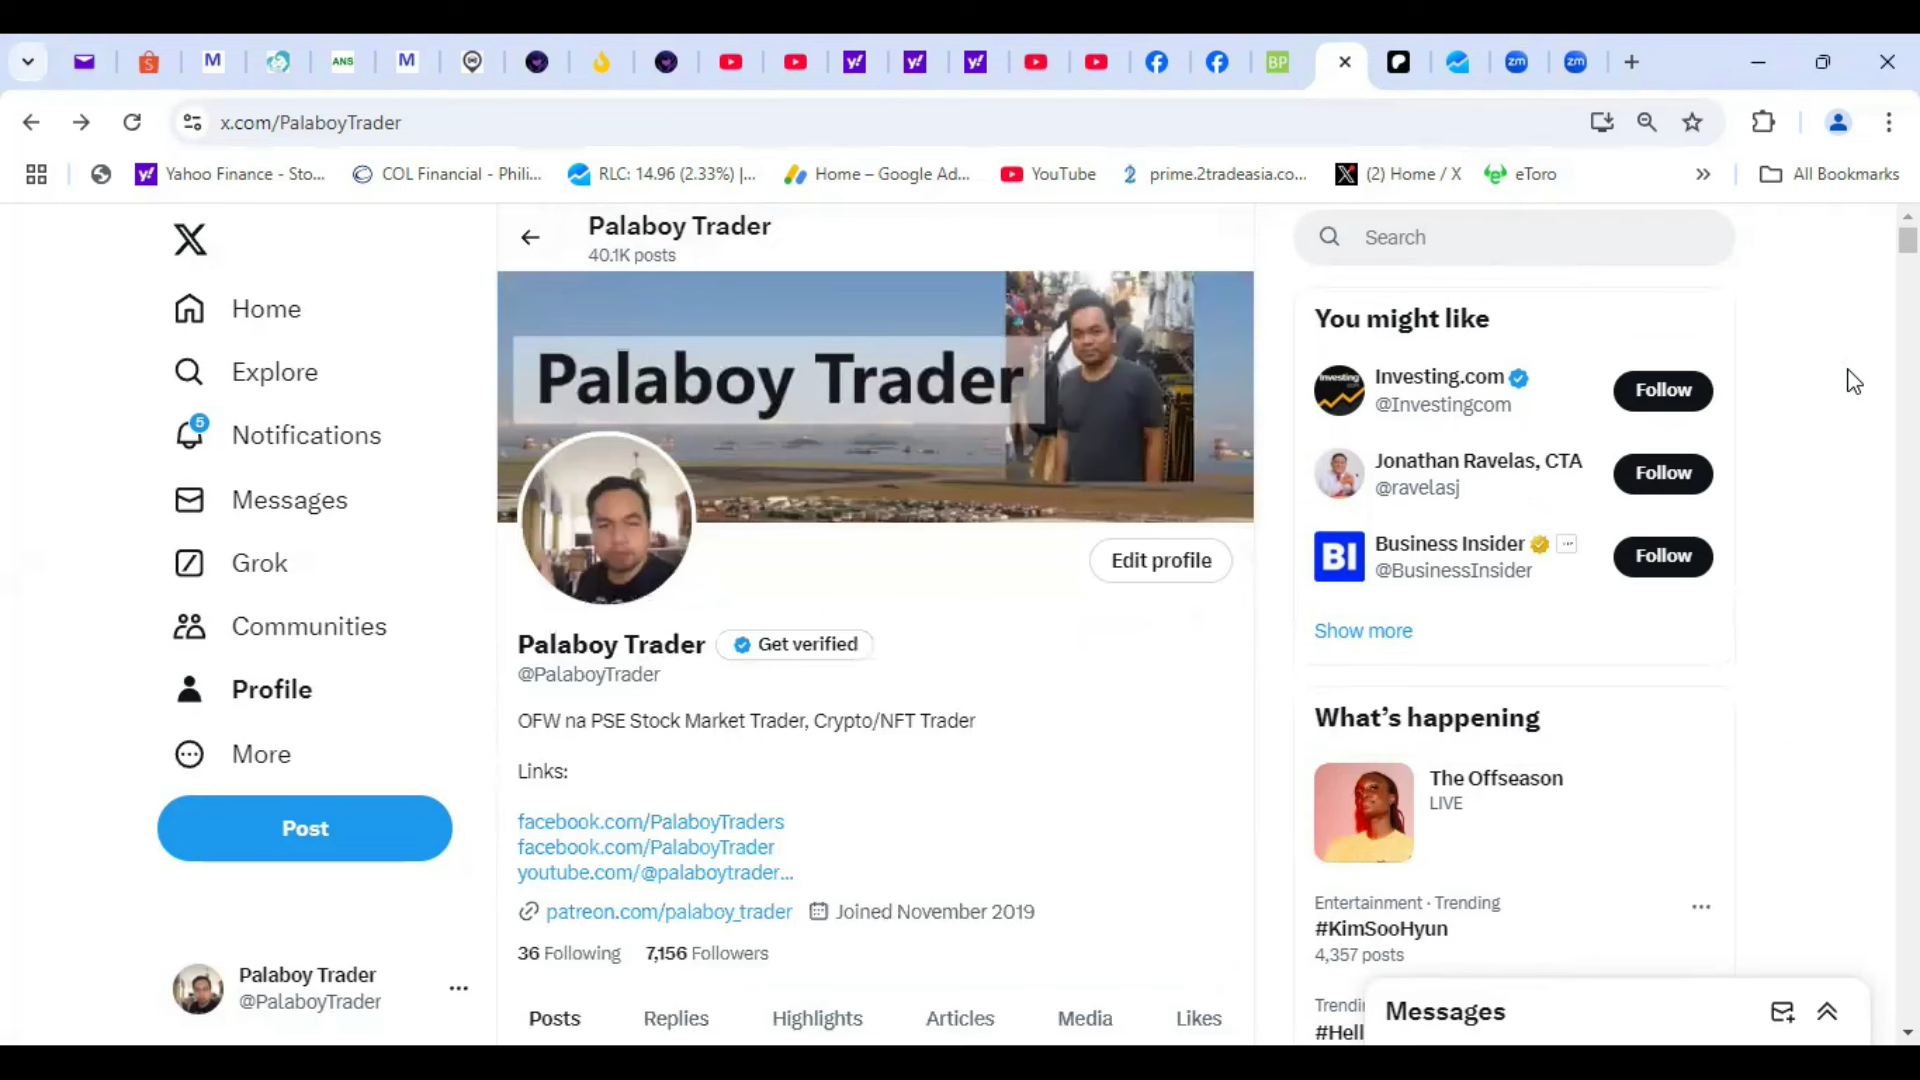 x.com/PalaboyTrader
Yahoo Finance - Sto...
COL Financial - Phili...
RLC: 14.96 (2.33%) |...
Home – Google Ad...
YouTube
prime.2tradeasia.co...
(2) Home / X
eToro
All Bookmarks
Home
Explore
5
Notifications
Messages
Grok
Communities
Profile
More
Post
Palaboy Trader
@PalaboyTrader
Palaboy Trader
40.1K posts
Palaboy Trader
Edit profile
Palaboy Trader
Get verified
@PalaboyTrader
OFW na PSE Stock Market Trader, Crypto/NFT Trader
Links:
facebook.com/PalaboyTraders
facebook.com/PalaboyTrader
youtube.com/@palaboytrader...
patreon.com/palaboy_trader
Joined November 2019
36 Following 7,156 Followers
Posts
Replies
Highlights
Articles
Media
Likes
Search
You might like
Investing.com
@Investingcom
Follow
Jonathan Ravelas, CTA
@ravelasj
Follow
BI
Business Insider
@BusinessInsider
Follow
Show more
What's happening
The Offseason
LIVE
Entertainment · Trending
#KimSooHyun
4,357 posts
Trendi
#Hell
Messages